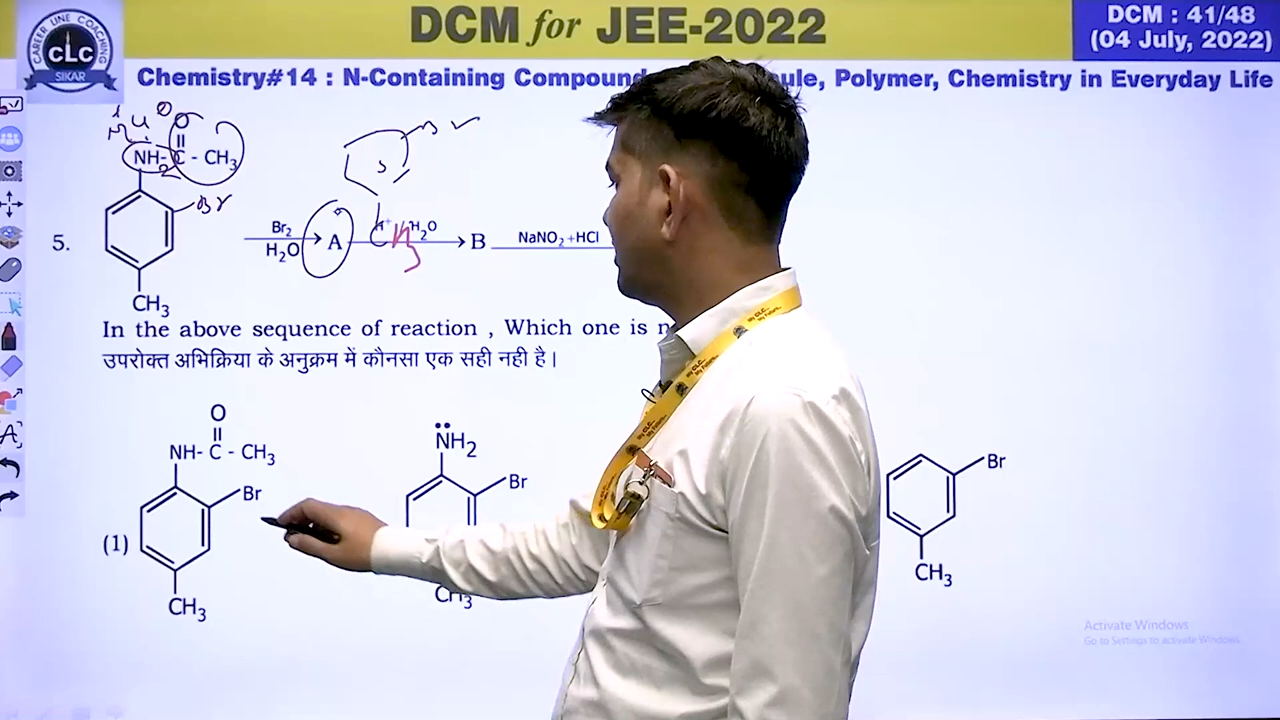 DCM for JEE-2022
DCM : 41/48
(04 July, 2022)
CAREER LINE COACHING
CLC
SIKAR
Chemistry#14 : N-Containing Compound ule, Polymer, Chemistry in Everyday Life
O
NH- C - CH3
Br
CH3
5.
Br2
H2O
A
H+/H2O
B
NaNO2+HCl
Br
CH3
In the above sequence of reaction , Which one is
उपरोक्त अभिक्रिया के अनुक्रम में कौनसा एक सही नही है।
(1)
O
NH- C - CH3
Br
CH3
NH2
Br
CH3
Br
CH3
Activate Windows
Go to Settings to activate Windows.